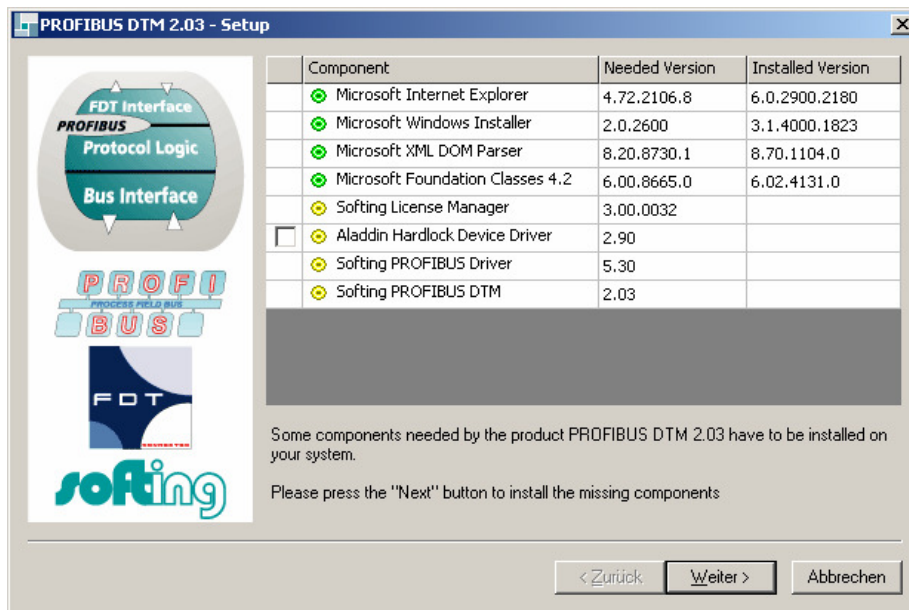 PROFIBUS DTM 2.03 - Setup
FDT Interface
PROFIBUS
Protocol Logic
Bus Interface
PROFI
PROCESS FIELD BUS
BUS
FDT
softing
Component Needed Version Installed Version
Microsoft Internet Explorer 4.72.2106.8 6.0.2900.2180
Microsoft Windows Installer 2.0.2600 3.1.4000.1823
Microsoft XML DOM Parser 8.20.8730.1 8.70.1104.0
Microsoft Foundation Classes 4.2 6.00.8665.0 6.02.4131.0
Softing License Manager 3.00.0032
Aladdin Hardlock Device Driver 2.90
Softing PROFIBUS Driver 5.30
Softing PROFIBUS DTM 2.03
Some components needed by the product PROFIBUS DTM 2.03 have to be installed on
your system.
Please press the "Next" button to install the missing components
< Zurück Weiter > Abbrechen